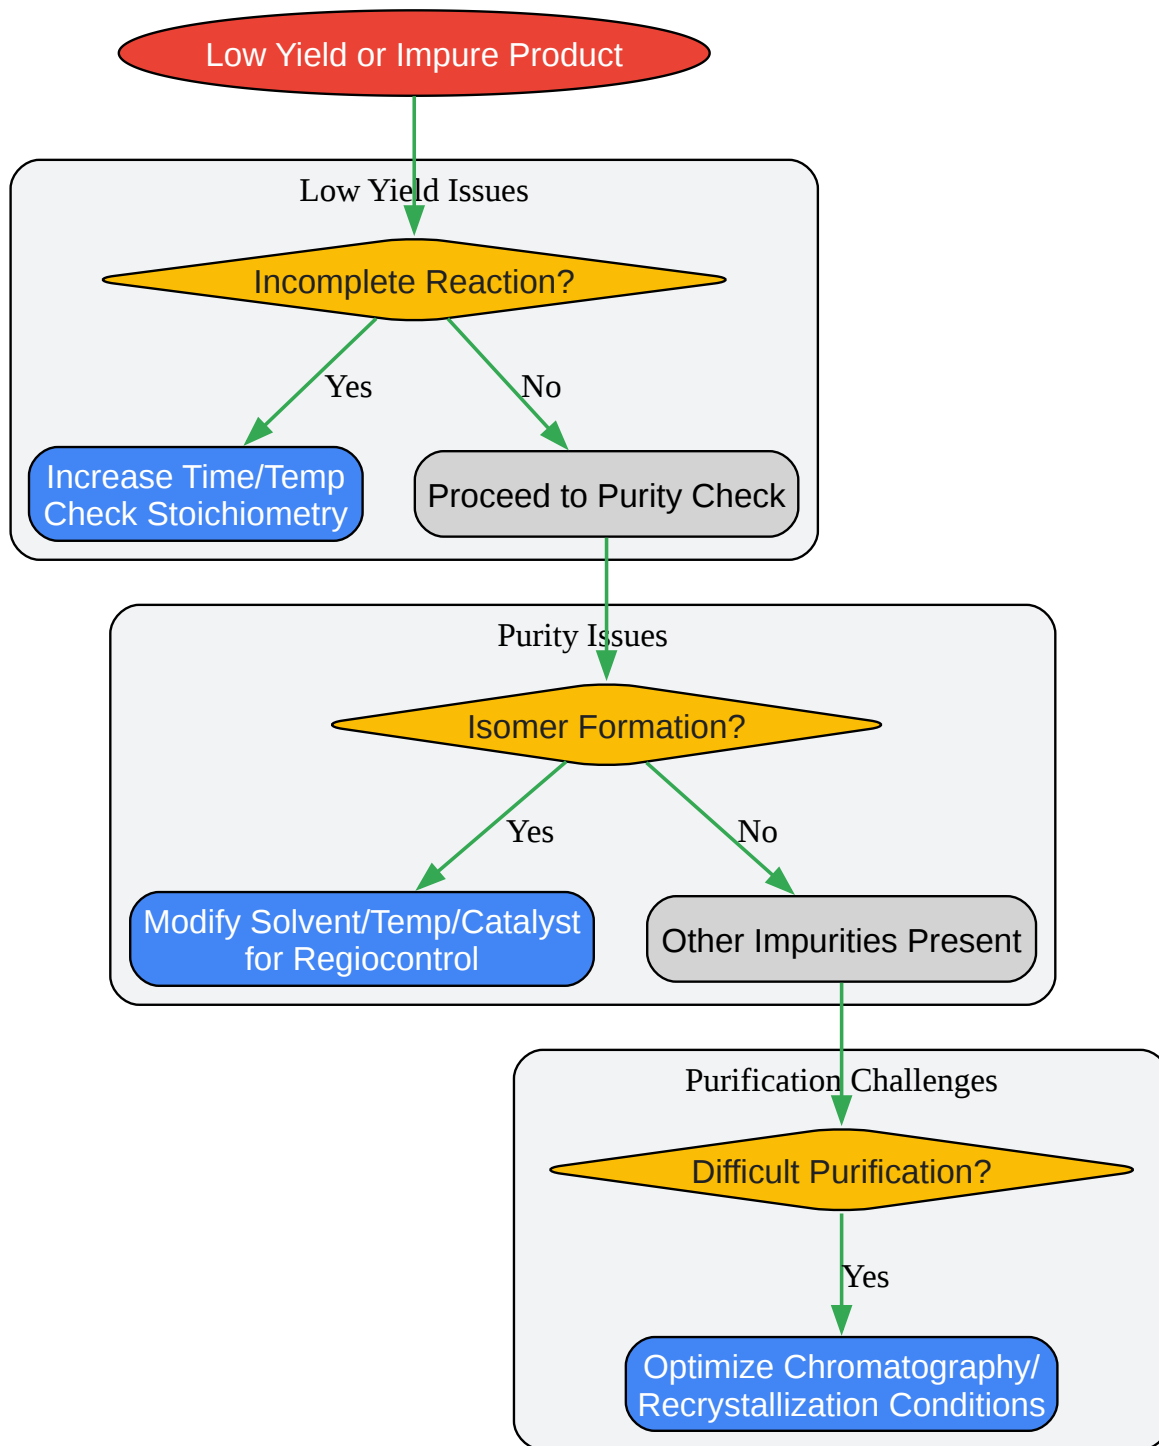 Low Yield or Impure Product
Low Yield Issues
Incomplete Reaction?
Yes
No
Increase Time/Temp
Check Stoichiometry
Proceed to Purity Check
Purity Issues
Isomer Formation?
Yes
No
Modify Solvent/Temp/Catalyst
for Regiocontrol
Other Impurities Present
Purification Challenges
Difficult Purification?
Yes
Optimize Chromatography/
Recrystallization Conditions